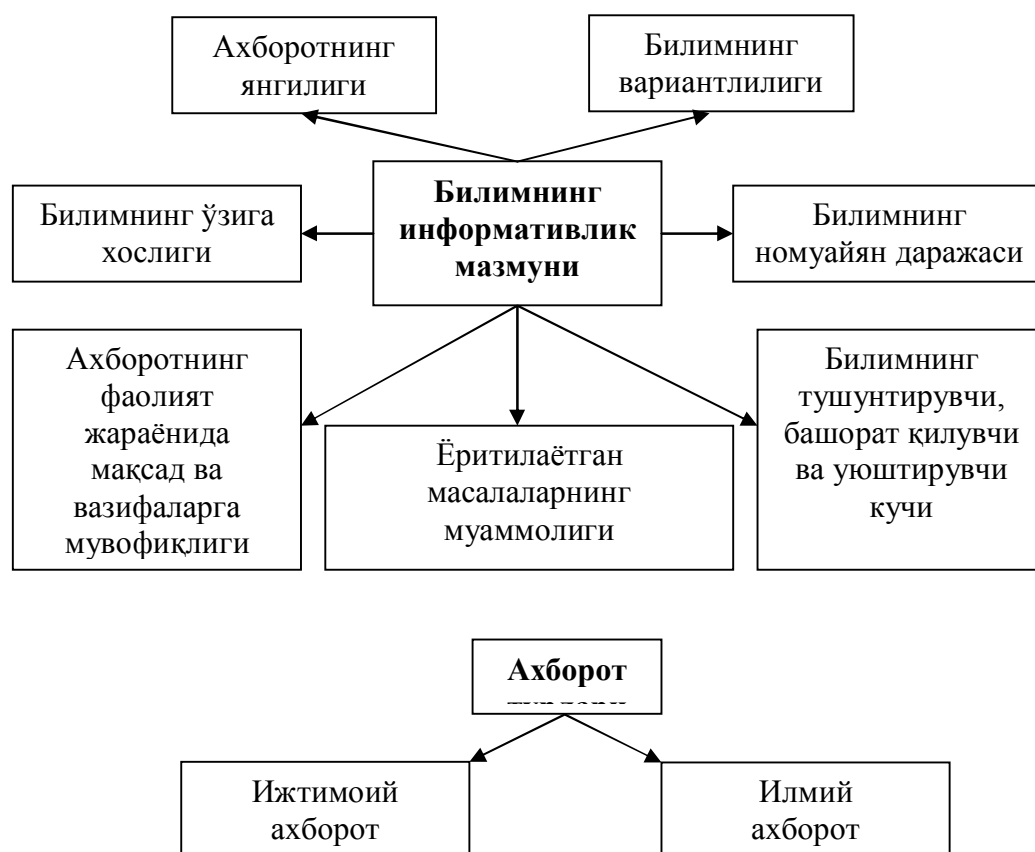 Ахборотнинг
янгилиги
Билимнинг
вариантлилиги
Билимнинг ўзига
хослиги
Билимнинг
информативлик
мазмуни
Билимнинг
номуайян даражаси
Ахборотнинг
фаолият
жараёнида
мақсад ва
вазифаларга
мувофиқлиги
Ёритилаётган
масалаларнинг
муаммолиги
Билимнинг
тушунтирувчи,
башорат қилувчи
ва уюштирувчи
кучи
Ахборот
Ижтимоий
ахборот
Илмий
ахборот